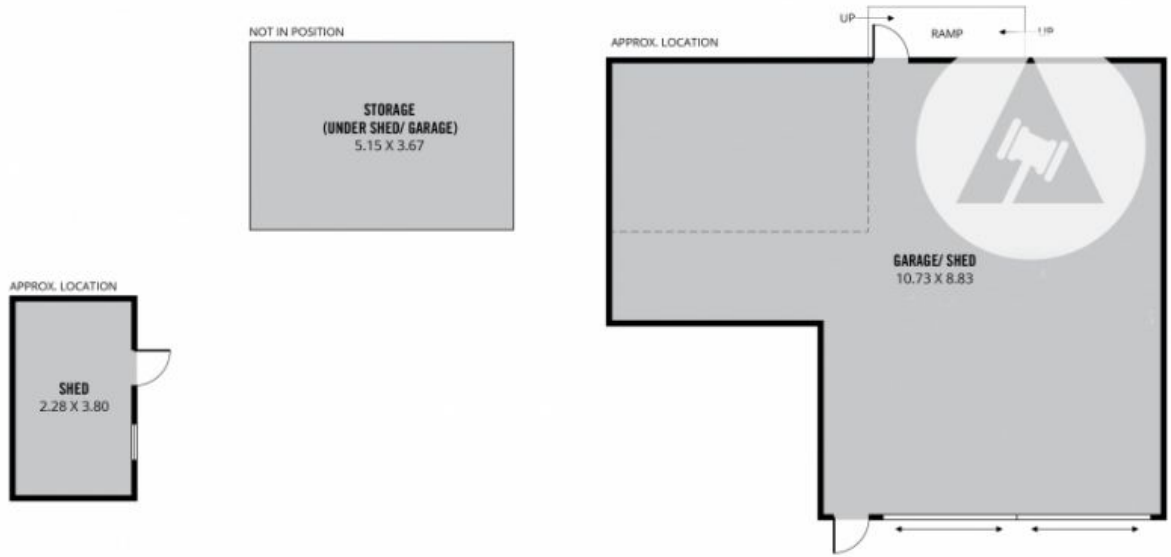 NOT IN POSITION
STORAGE
(UNDER SHED/ GARAGE)
5.15 X 3.67
APPROX. LOCATION
UP
RAMP
UP
GARAGE/ SHED
10.73 X 8.83
APPROX. LOCATION
SHED
2.28 X 3.80